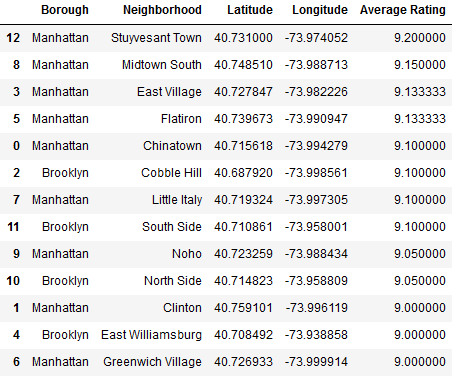 Borough Neighborhood Latitude Longitude Average Rating
12 Manhattan Stuyvesant Town 40.731000 -73.974052 9.200000
8 Manhattan Midtown South 40.748510 -73.988713 9.150000
3 Manhattan East Village 40.727847 -73.982226 9.133333
5 Manhattan Flatiron 40.739673 -73.990947 9.133333
0 Manhattan Chinatown 40.715618 -73.994279 9.100000
2 Brooklyn Cobble Hill 40.687920 -73.998561 9.100000
7 Manhattan Little Italy 40.719324 -73.997305 9.100000
11 Brooklyn South Side 40.710861 -73.958001 9.100000
9 Manhattan Noho 40.723259 -73.988434 9.050000
10 Brooklyn North Side 40.714823 -73.958809 9.050000
1 Manhattan Clinton 40.759101 -73.996119 9.000000
4 Brooklyn East Williamsburg 40.708492 -73.938858 9.000000
6 Manhattan Greenwich Village 40.726933 -73.999914 9.000000